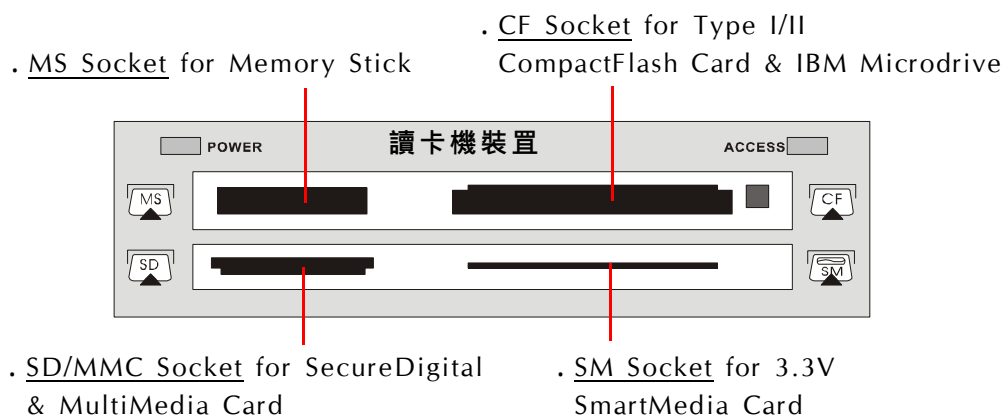 . CF Socket for Type I/II
. MS Socket for Memory Stick
CompactFlash Card & IBM Microdrive
POWER
讀卡機裝罝
ACCESS
MS
CF
SD
SM
. SD/MMC Socket for SecureDigital
& MultiMedia Card
. SM Socket for 3.3V
SmartMedia Card